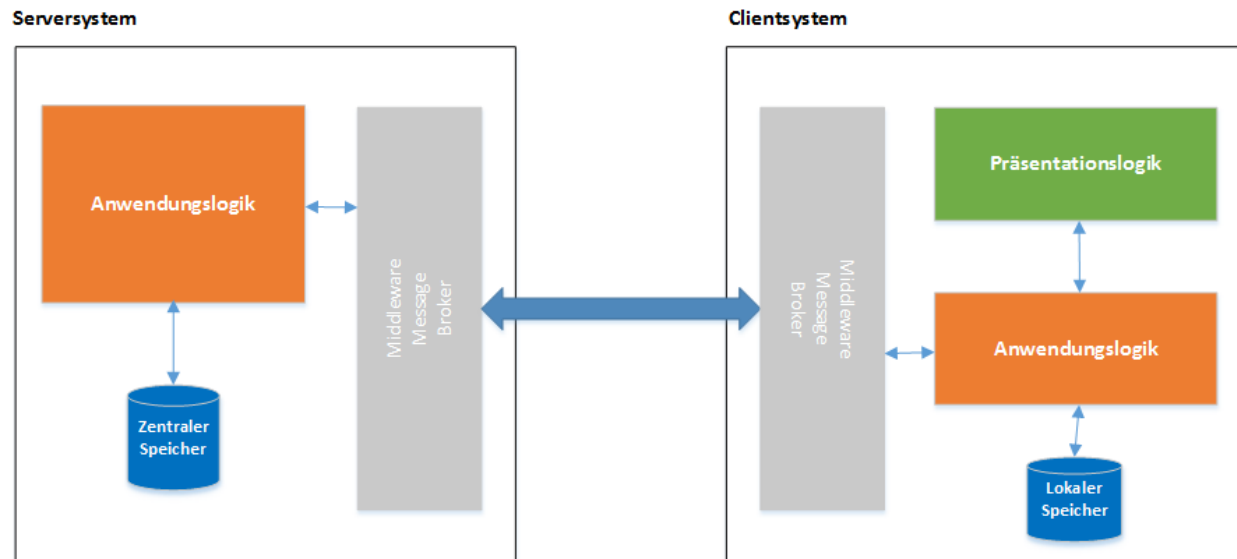 Serversystem
Anwendungslogik
Zentraler
Speicher
Middleware
Message
Broker
Clientsystem
Middleware
Message
Broker
Präsentationslogik
Anwendungslogik
Lokaler
Speicher